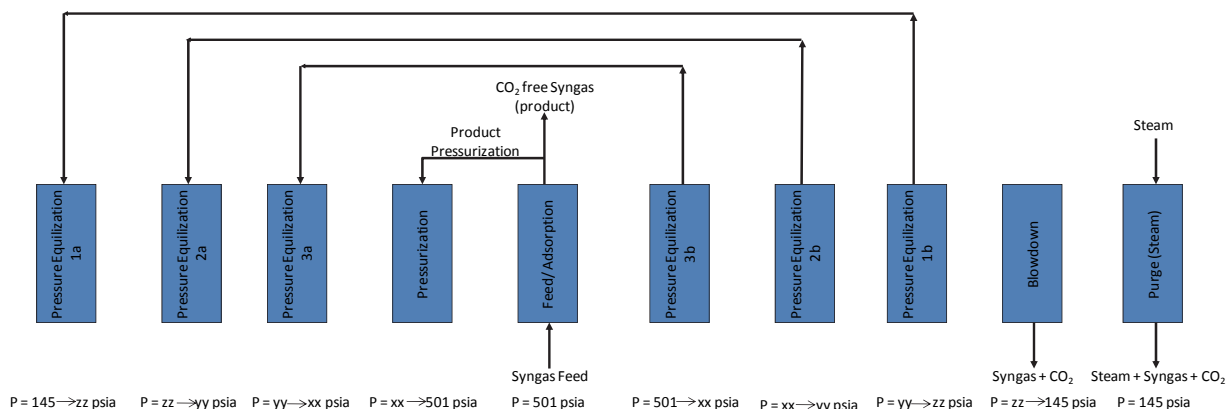 CO₂ free Syngas
(product)
Product
Pressurization
Steam
Pressure Equilization
1a
Pressure Equilization
2a
Pressure Equilization
3a
Pressurization
Feed/ Adsorption
Pressure Equilization
3b
Pressure Equilization
2b
Pressure Equilization
1b
Blowdown
Purge (Steam)
Syngas Feed
Syngas + CO₂
Steam + Syngas + CO₂
P = 145→zz psia
P = zz→yy psia
P = yy→xx psia
P = xx→501 psia
P = 501 psia
P = 501→xx psia
P = xx→yy psia
P = yy→zz psia
P = zz→145 psia
P = 145 psia